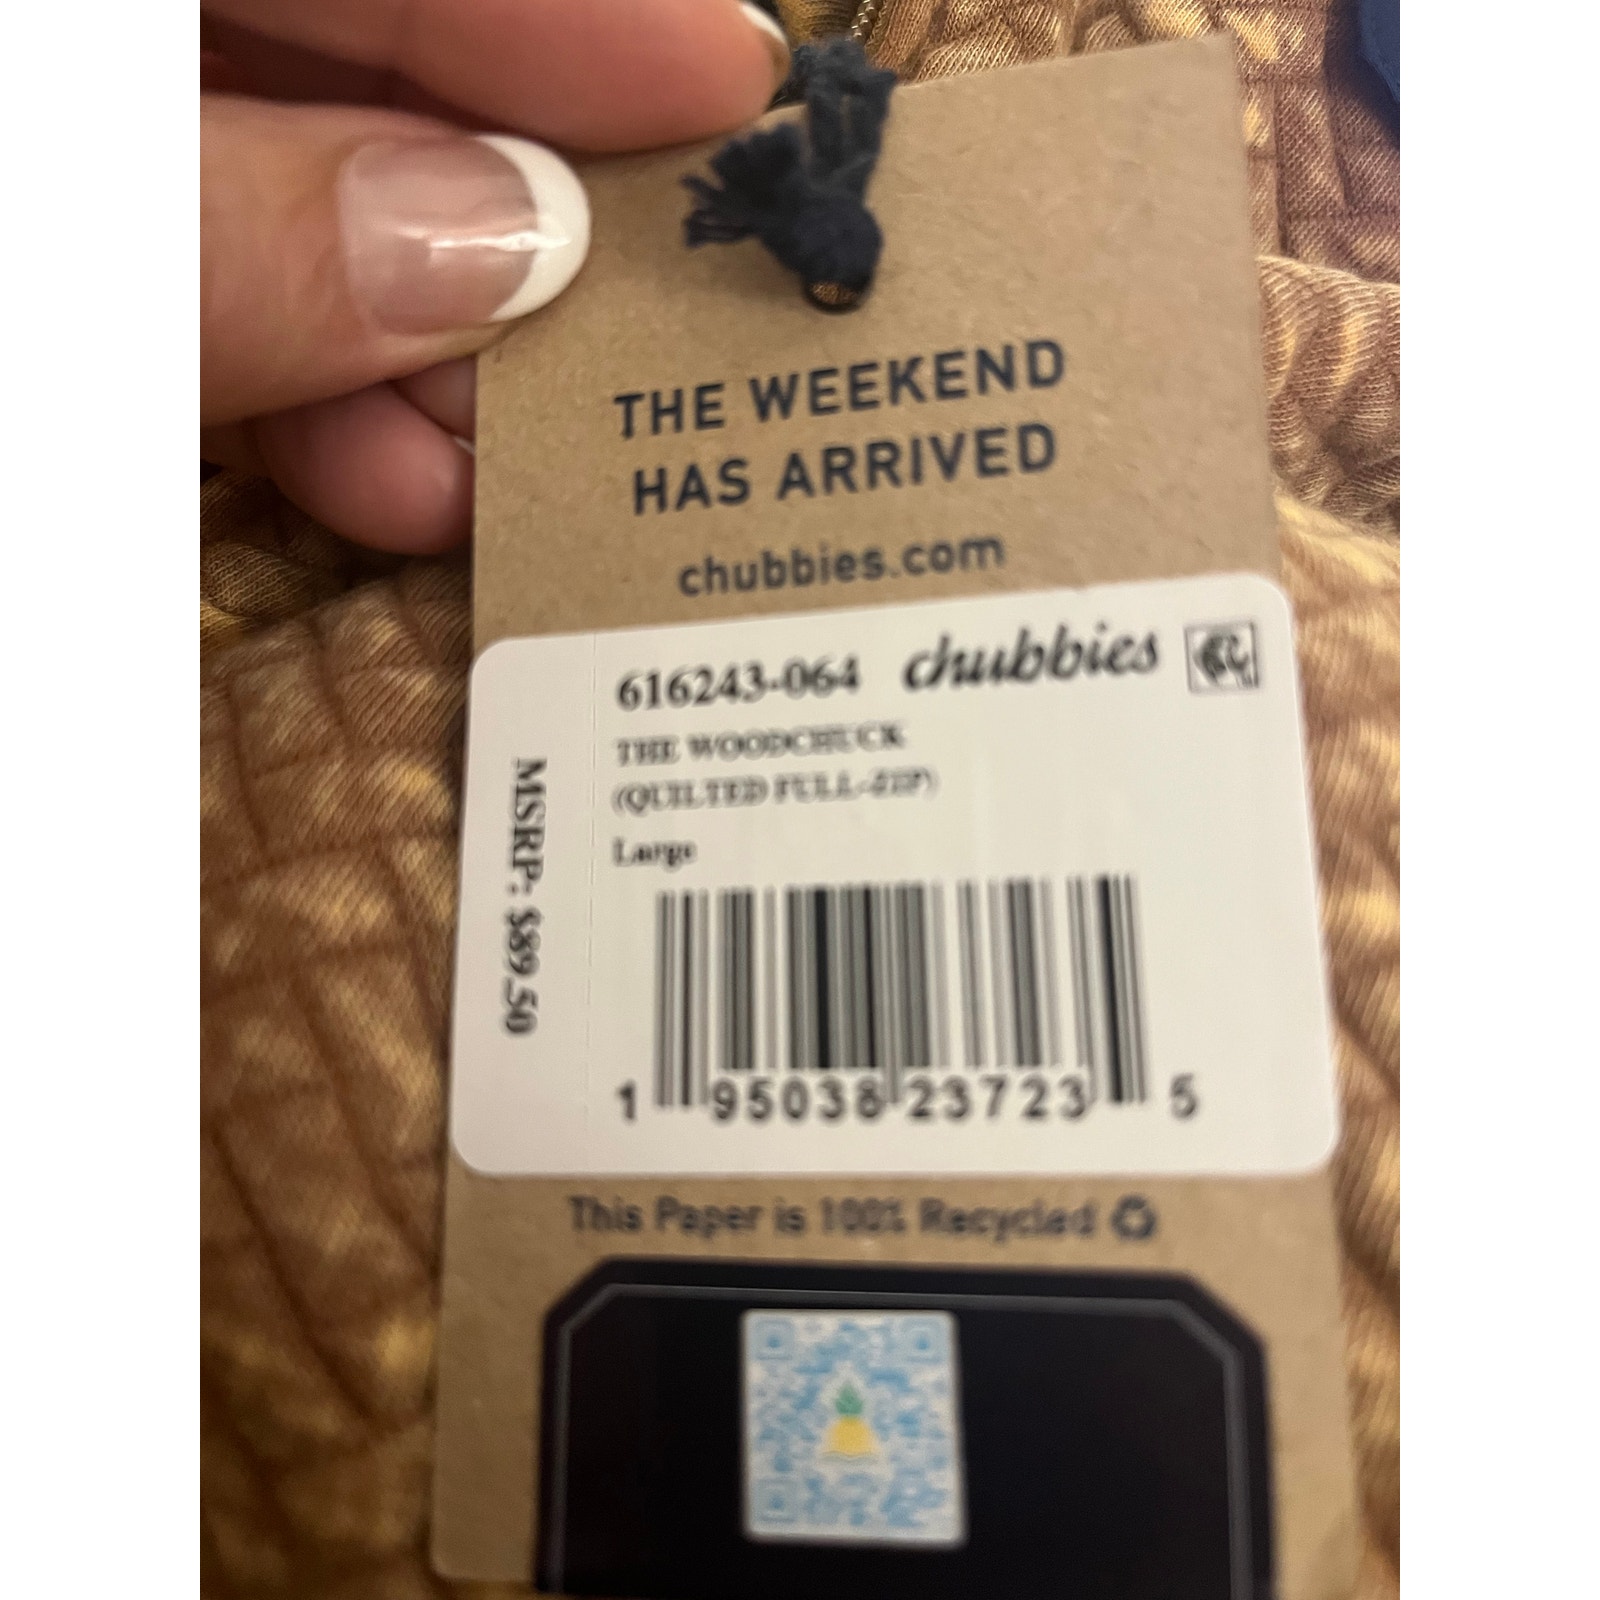 THE WEEKEND
HAS ARRIVED
chubbies.com
616243-064 chubbies
THE WOODCHUCK
(QUILTED FULL-ZIP)
Large
MSRP: $89.50
1 95038 23723 5
This Paper is 100% Recycled